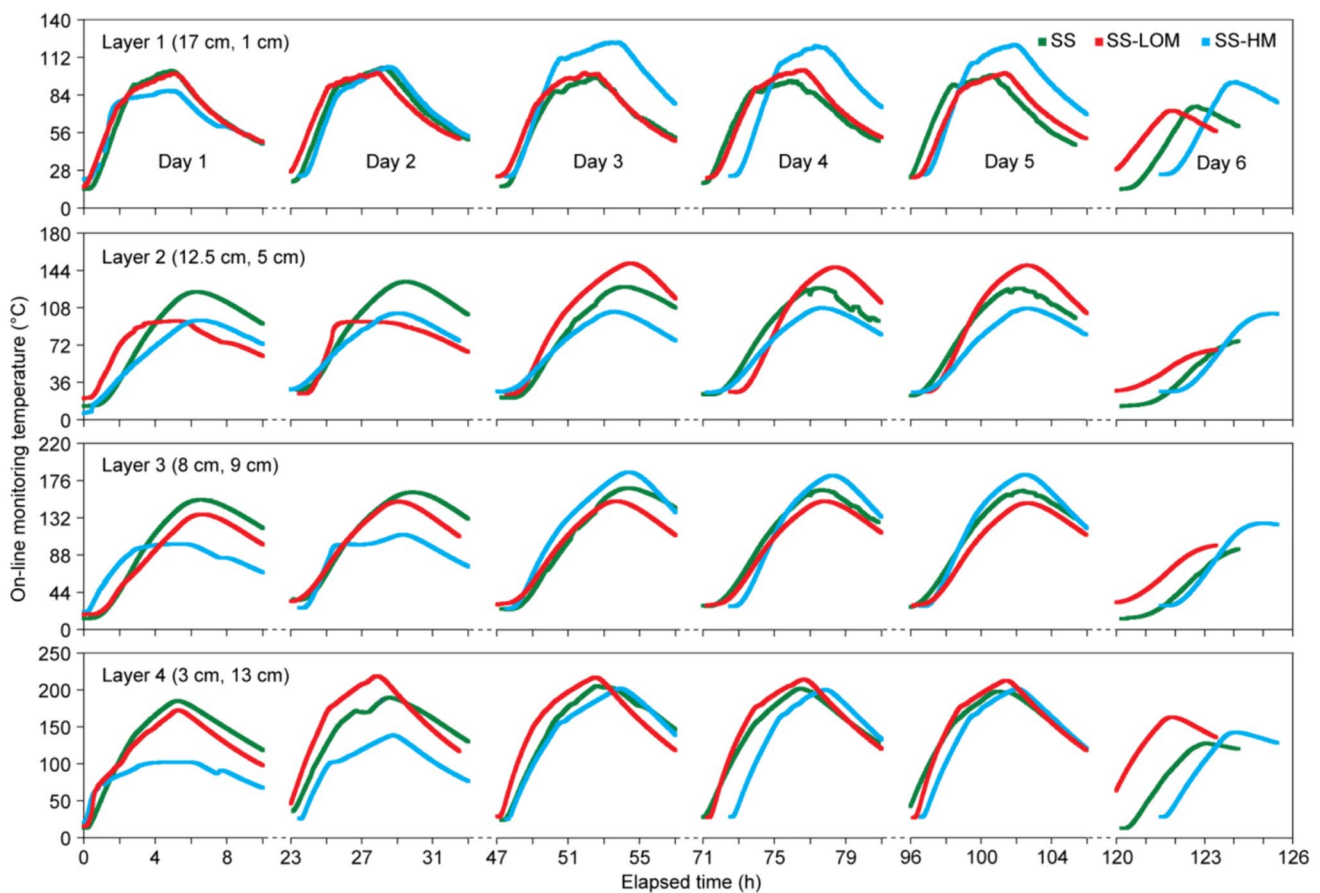 140
Layer 1 (17 cm, 1 cm)
SS SS-LOM SS-HM
112
84
56
28
0
Day 1 Day 2 Day 3 Day 4 Day 5 Day 6
180
Layer 2 (12.5 cm, 5 cm)
144
108
72
36
0
On-line monitoring temperature (°C)
220
Layer 3 (8 cm, 9 cm)
176
132
88
44
0
250
Layer 4 (3 cm, 13 cm)
200
150
100
50
0
0 4 8 23 27 31 47 51 55 71 75 79 96 100 104 120 123 126
Elapsed time (h)